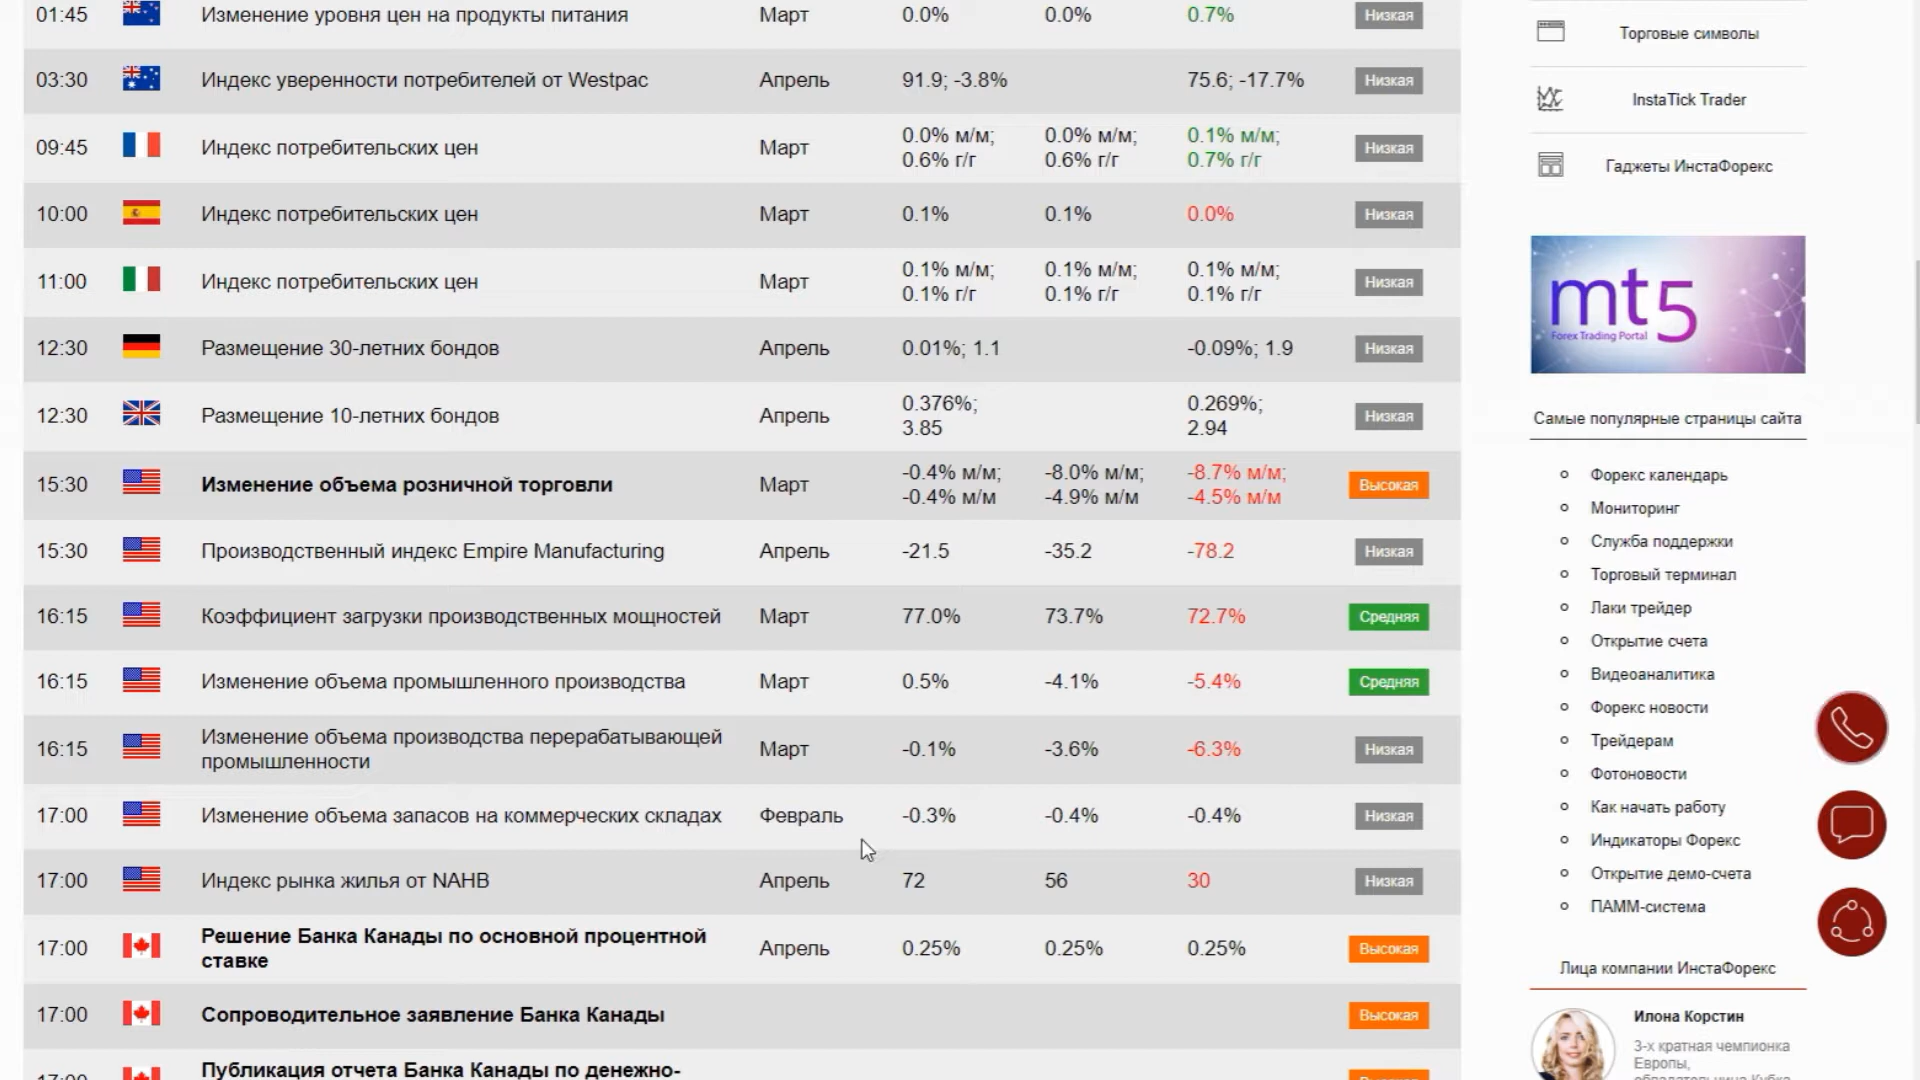 01:45 Изменение уровня цен на продукты питания Март 0.0% 0.0% 0.7% Низкая
03:30 Индекс уверенности потребителей от Westpac Апрель 91.9; -3.8% 75.6; -17.7% Низкая
09:45 Индекс потребительских цен Март 0.0% м/м; 0.0% м/м; 0.1% м/м; Низкая
0.6% г/г 0.6% г/г 0.7% г/г
10:00 Индекс потребительских цен Март 0.1% 0.1% 0.0% Низкая
11:00 Индекс потребительских цен Март 0.1% м/м; 0.1% м/м; 0.1% м/м; Низкая
0.1% г/г 0.1% г/г 0.1% г/г
12:30 Размещение 30-летних бондов Апрель 0.01%; 1.1 -0.09%; 1.9 Низкая
12:30 Размещение 10-летних бондов Апрель 0.376%; 0.269%; Низкая
3.85 2.94
15:30 Изменение объема розничной торговли Март -0.4% м/м; -8.0% м/м; -8.7% м/м; Высокая
-0.4% м/м -4.9% м/м -4.5% м/м
15:30 Производственный индекс Empire Manufacturing Апрель -21.5 -35.2 -78.2 Низкая
16:15 Коэффициент загрузки производственных мощностей Март 77.0% 73.7% 72.7% Средняя
16:15 Изменение объема промышленного производства Март 0.5% -4.1% -5.4% Средняя
16:15 Изменение объема производства перерабатывающей Март -0.1% -3.6% -6.3% Низкая
промышленности
17:00 Изменение объема запасов на коммерческих складах Февраль -0.3% -0.4% -0.4% Низкая
17:00 Индекс рынка жилья от NAHB Апрель 72 56 30 Низкая
17:00 Решение Банка Канады по основной процентной Апрель 0.25% 0.25% 0.25% Высокая
ставке
17:00 Сопроводительное заявление Банка Канады Высокая
17:00 Публикация отчета Банка Канады по денежно- Высокая
Торговые символы
InstaTick Trader
Гаджеты ИнстаФорекс
mt5
Forex Trading Portal
Самые популярные страницы сайта
Форекс календарь
Мониторинг
Служба поддержки
Торговый терминал
Лаки трейдер
Открытие счета
Видеоаналитика
Форекс новости
Трейдерам
Фотоновости
Как начать работу
Индикаторы Форекс
Открытие демо-счета
ПАММ-система
Лица компании ИнстаФорекс
Илона Корстин
3-х кратная чемпионка
Европы,
обладательница Кубка